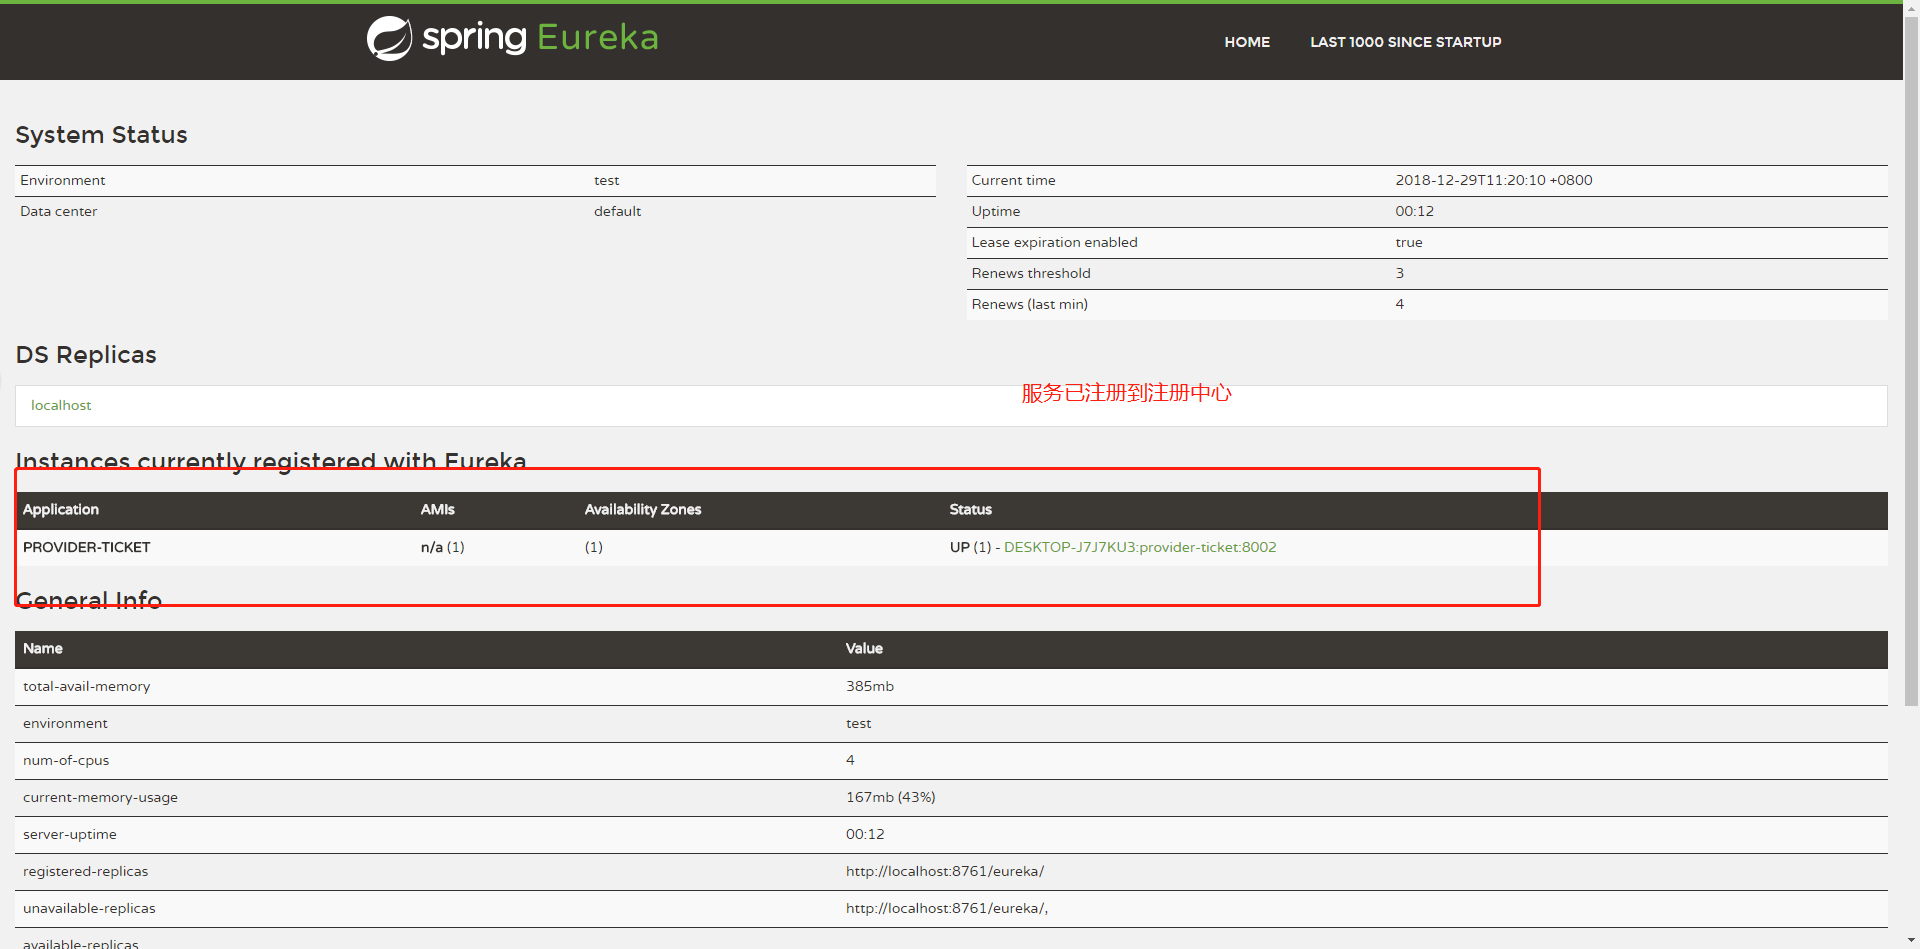 spring Eureka
HOME LAST 1000 SINCE STARTUP
System Status
Environment test
Data center default
Current time 2018-12-29T11:20:10 +0800
Uptime 00:12
Lease expiration enabled true
Renews threshold 3
Renews (last min) 4
DS Replicas
服务已注册到注册中心
localhost
Instances currently registered with Eureka
Application AMIs Availability Zones Status
PROVIDER-TICKET n/a (1) (1) UP (1) - DESKTOP-J7J7KU3:provider-ticket:8002
General Info
Name Value
total-avail-memory 385mb
environment test
num-of-cpus 4
current-memory-usage 167mb (43%)
server-uptime 00:12
registered-replicas http://localhost:8761/eureka/
unavailable-replicas http://localhost:8761/eureka/,
available-replicas